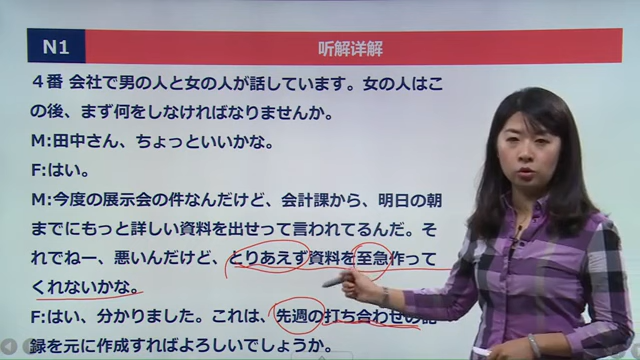 N1
听解详解
４番 会社で男の人と女の人が話しています。女の人はこ
の後、まず何をしなければなりませんか。
M:田中さん、ちょっといいかな。
F:はい。
M:今度の展示会の件なんだけど、会計課から、明日の朝
までにもっと詳しい資料を出せって言われてるんだ。そ
れでねー、悪いんだけど、とりあえず資料を至急作って
くれないかな。
F:はい、分かりました。これは、先週の打ち合わせの記
録を元に作成すればよろしいでしょうか。